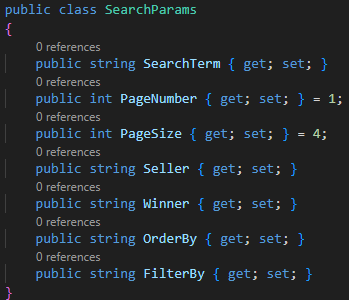 public class SearchParams
{
0 references
public string SearchTerm { get; set; }
0 references
public int PageNumber { get; set; } = 1;
0 references
public int PageSize { get; set; } = 4;
0 references
public string Seller { get; set; }
0 references
public string Winner { get; set; }
0 references
public string OrderBy { get; set; }
0 references
public string FilterBy { get; set; }
}